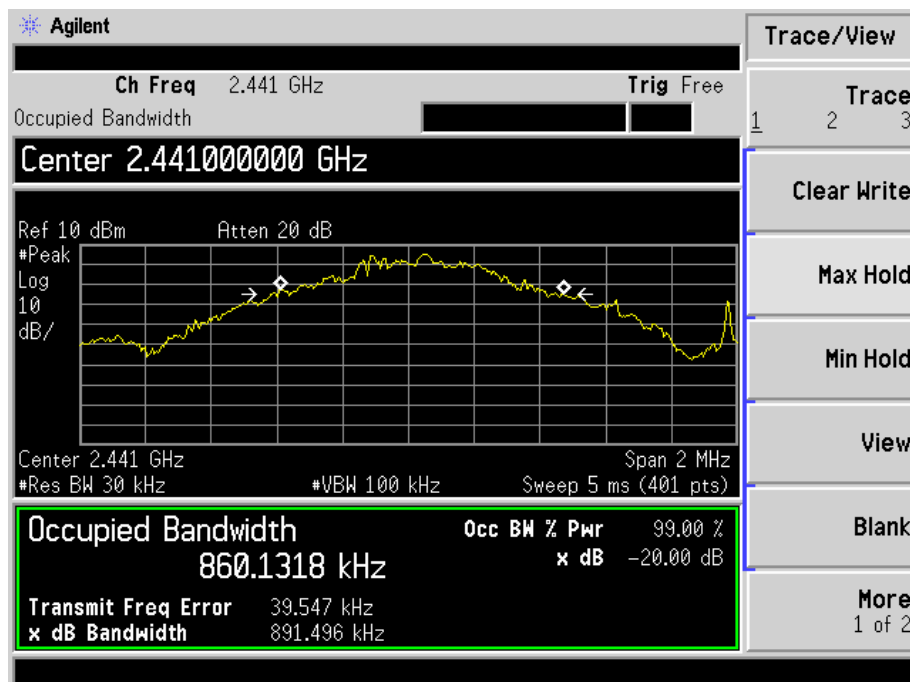 Agilent
Trace/View
Ch Freq 2.441 GHz Trig Free
Occupied Bandwidth
Center 2.441000000 GHz
Ref 10 dBm Atten 20 dB
#Peak
Log
10
dB/
Center 2.441 GHz Span 2 MHz
#Res BW 30 kHz #VBW 100 kHz Sweep 5 ms (401 pts)
Occupied Bandwidth
860.1318 kHz
Occ BW % Pwr 99.00 %
x dB -20.00 dB
Transmit Freq Error 39.547 kHz
x dB Bandwidth 891.496 kHz
Trace
1 2 3
Clear Write
Max Hold
Min Hold
View
Blank
More
1 of 2